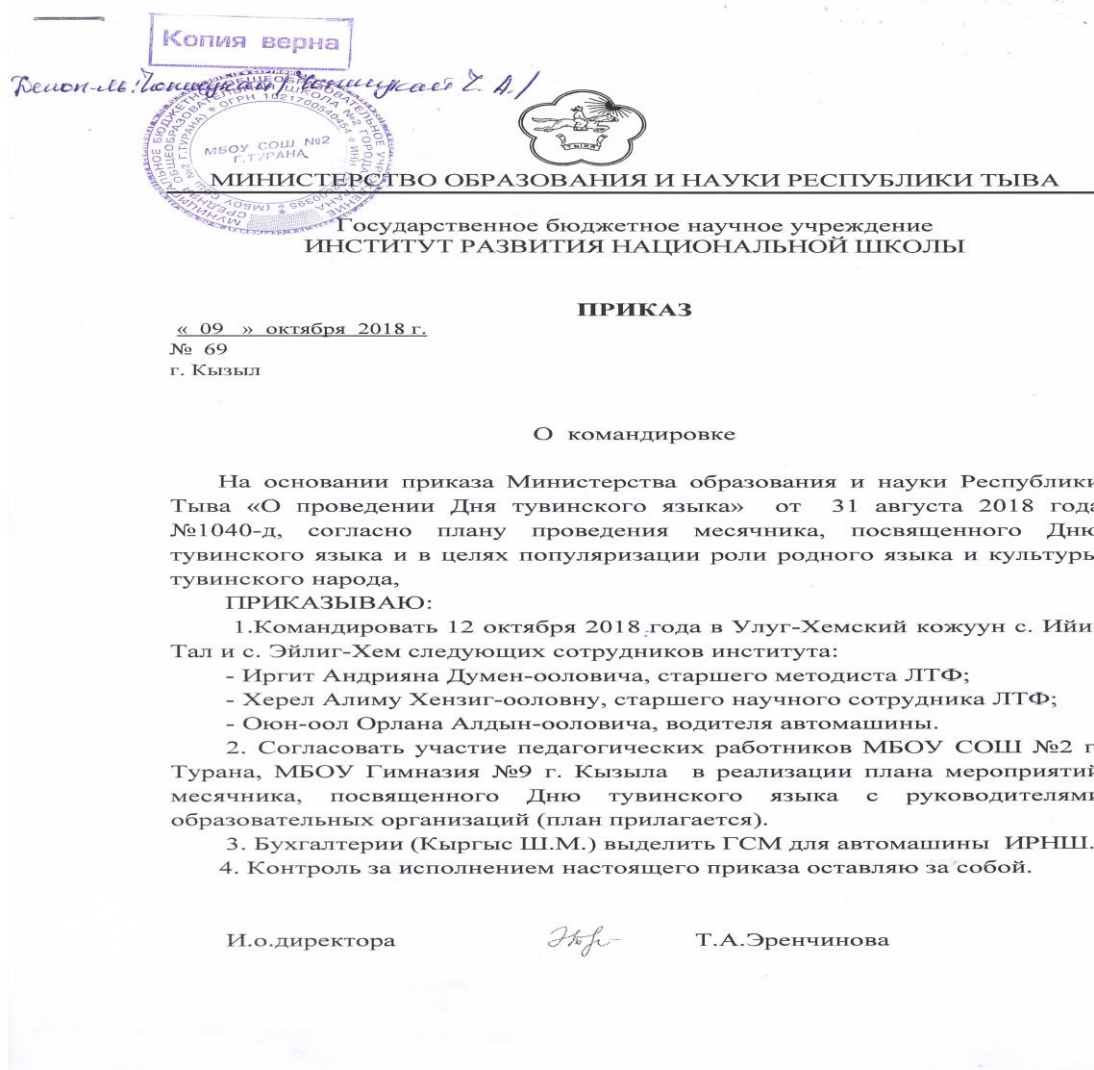 Копия верна
МБОУ СОШ №2
Г.ТУРАНА
ТЫВА
МИНИСТЕРСТВО ОБРАЗОВАНИЯ И НАУКИ РЕСПУБЛИКИ ТЫВА
Государственное бюджетное научное учреждение
ИНСТИТУТ РАЗВИТИЯ НАЦИОНАЛЬНОЙ ШКОЛЫ
ПРИКАЗ
« 09 » октября 2018 г.
№ 69
г. Кызыл
О командировке
На основании приказа Министерства образования и науки Республики
Тыва «О проведении Дня тувинского языка» от 31 августа 2018 года
№1040-д, согласно плану проведения месячника, посвященного Дню
тувинского языка и в целях популяризации роли родного языка и культуры
тувинского народа,
ПРИКАЗЫВАЮ:
1.Командировать 12 октября 2018 года в Улуг-Хемский кожуун с. Ийи-
Тал и с. Эйлиг-Хем следующих сотрудников института:
- Иргит Андрияна Думен-ооловича, старшего методиста ЛТФ;
- Херел Алиму Хензиг-ооловну, старшего научного сотрудника ЛТФ;
- Оюн-оол Орлана Алдын-ооловича, водителя автомашины.
2. Согласовать участие педагогических работников МБОУ СОШ №2 г
Турана, МБОУ Гимназия №9 г. Кызыла в реализации плана мероприятий
месячника, посвященного Дню тувинского языка с руководителями
образовательных организаций (план прилагается).
3. Бухгалтерии (Кыргыс Ш.М.) выделить ГСМ для автомашины ИРНШ.
4. Контроль за исполнением настоящего приказа оставляю за собой.
И.о.директора Т.А.Эренчинова